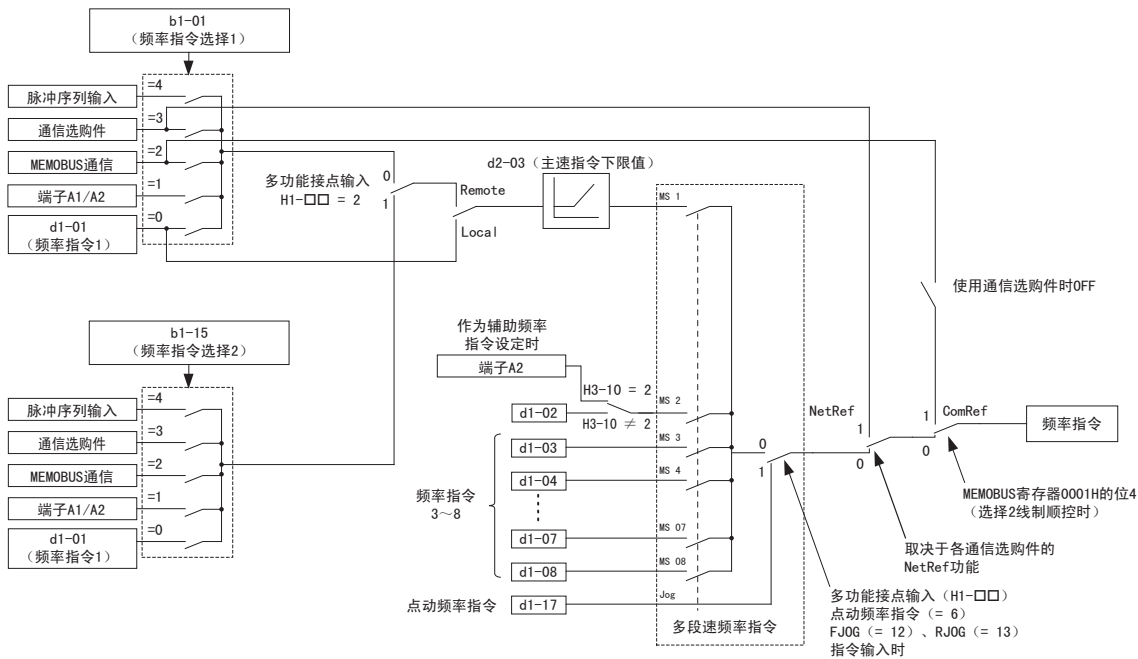 b1-01
（频率指令选择1）
脉冲序列输入
=4
通信选购件
=3
MEMOBUS通信
=2
端子A1/A2
=1
d1-01
（频率指令1）
=0
多功能接点输入
H1-□□ = 2
0
1
Remote
Local
d2-03（主速指令下限值）
b1-15
（频率指令选择2）
脉冲序列输入
=4
通信选购件
=3
MEMOBUS通信
=2
端子A1/A2
=1
d1-01
（频率指令1）
=0
作为辅助频率
指令设定时
端子A2
H3-10 = 2
d1-02
H3-10 ≠ 2
频率指令
3～8
d1-03
d1-04
d1-07
d1-08
点动频率指令
d1-17
MS 1
MS 2
MS 3
MS 4
MS 07
MS 08
Jog
多段速频率指令
0
1
多功能接点输入（H1-□□）
点动频率指令（= 6）
FJOG（= 12）、RJOG（= 13）
指令输入时
NetRef
1
0
取决于各通信选购件的
NetRef功能
使用通信选购件时OFF
1
0
ComRef
频率指令
MEMOBUS寄存器0001H的位4
（选择2线制顺控时）